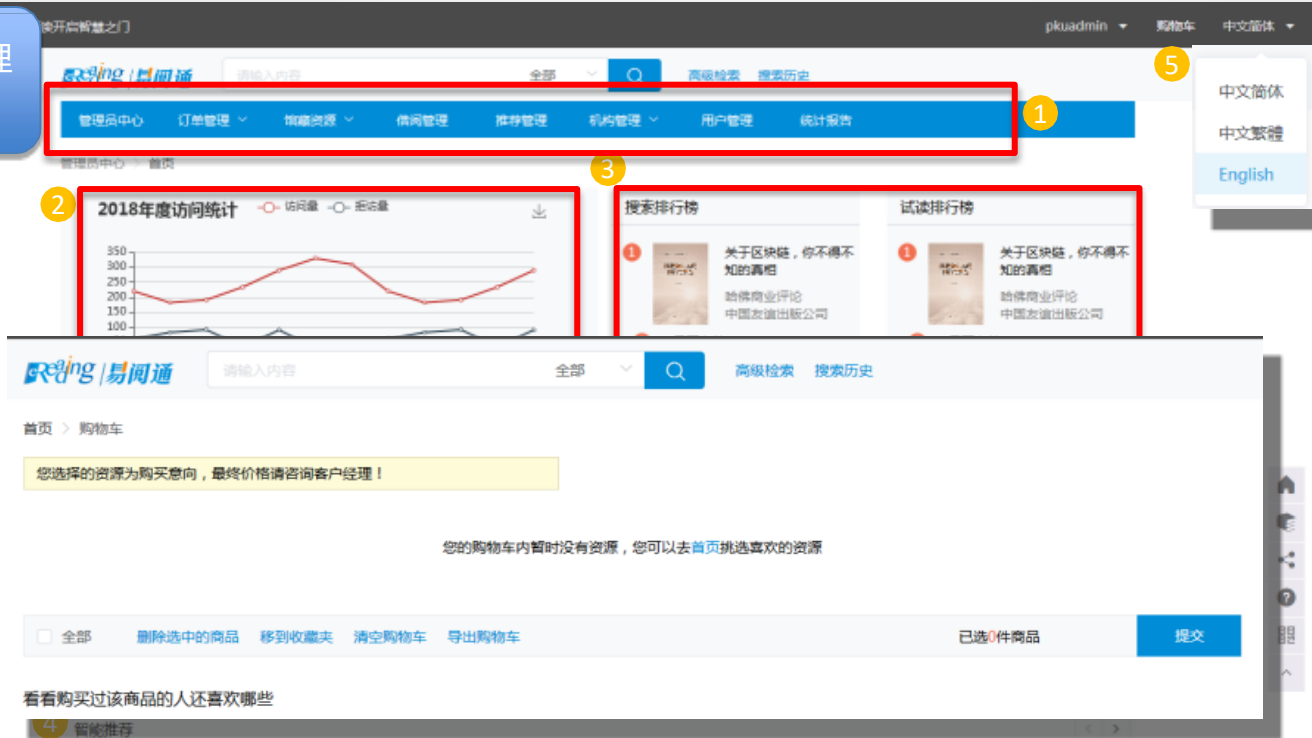 读开启智慧之门
pkuadmin 购物车 中文简体
理
eReading | 易阅通 请输入内容 全部 高级检索 搜索历史
5
中文简体
中文繁體
English
管理员中心 订单管理 馆藏资源 借阅管理 推荐管理 机构管理 用户管理 统计报告
1
管理员中心 > 首页
3
2
2018年度访问统计 访问量 拒访量
350
300
250
200
150
100
搜索排行榜
1 关于区块链，你不得不
知的真相
哈佛商业评论
中国友谊出版公司
试读排行榜
1 关于区块链，你不得不
知的真相
哈佛商业评论
中国友谊出版公司
eReading | 易阅通 请输入内容 全部 高级检索 搜索历史
首页 > 购物车
您选择的资源为购买意向，最终价格请咨询客户经理！
您的购物车内暂时没有资源，您可以去首页挑选喜欢的资源
全部 删除选中的商品 移到收藏夹 清空购物车 导出购物车 已选0件商品 提交
看看购买过该商品的人还喜欢哪些
4 智能推荐